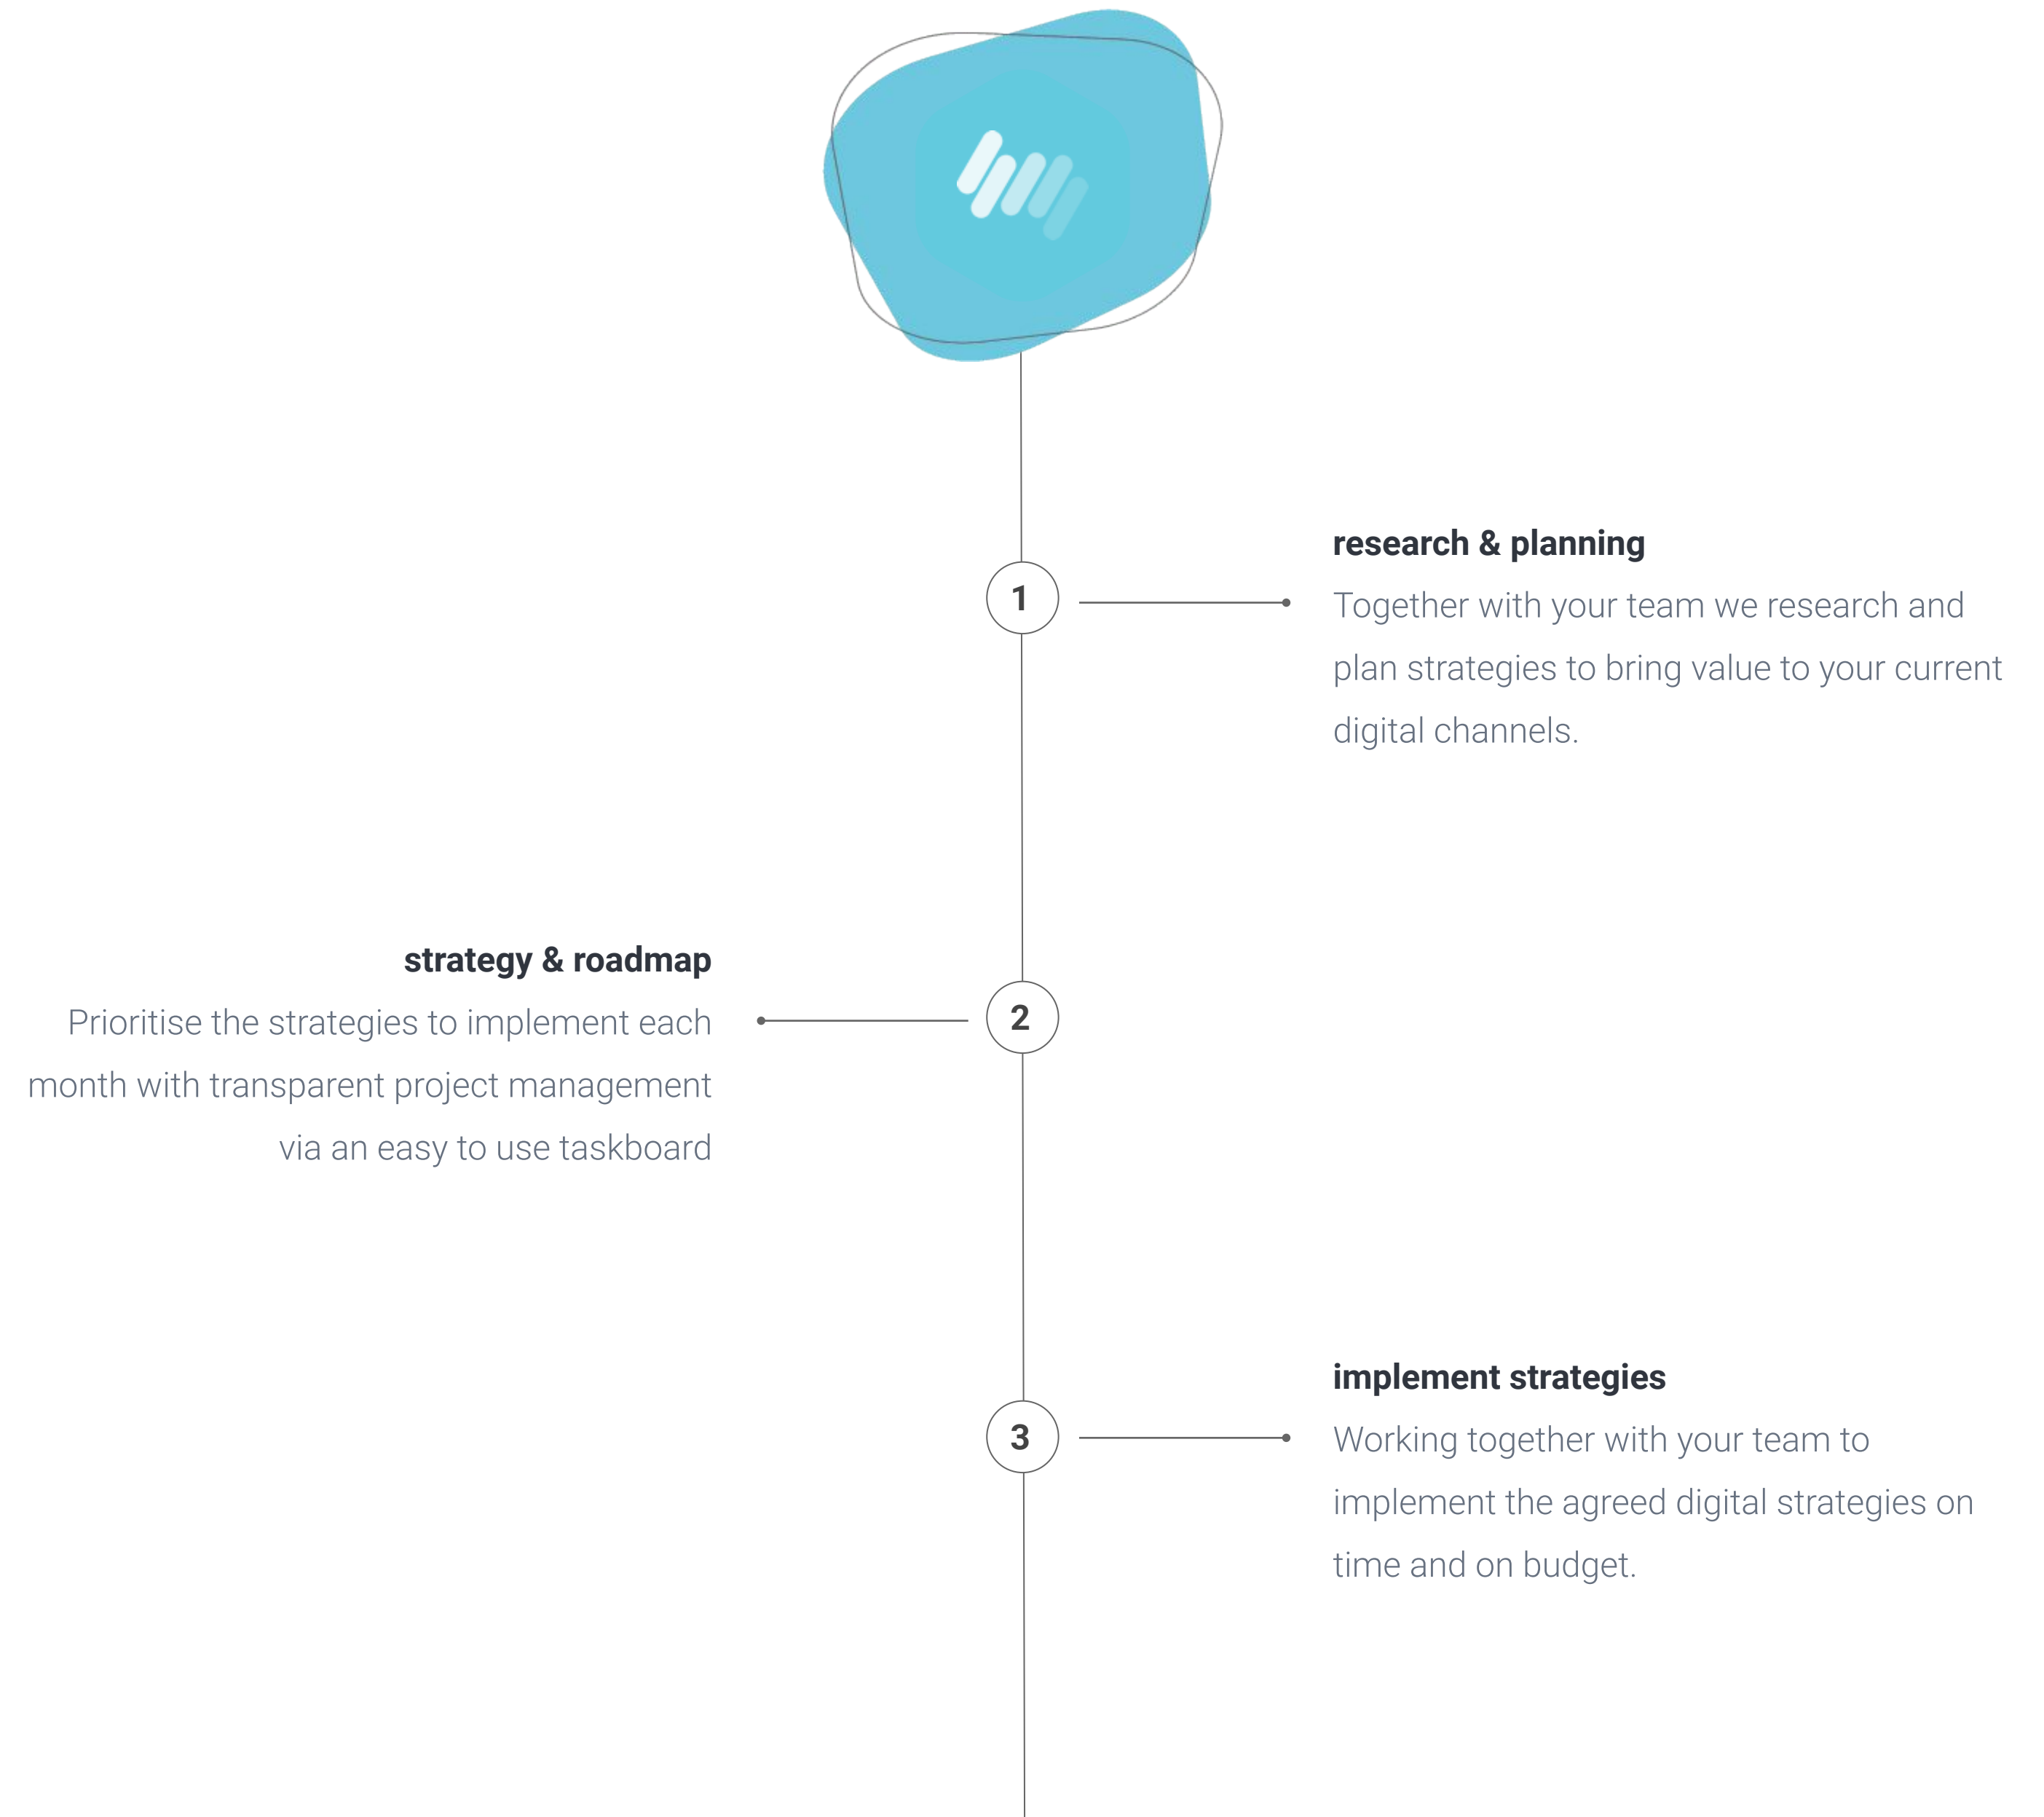 1
research & planning
Together with your team we research and
plan strategies to bring value to your current
digital channels.
strategy & roadmap
Prioritise the strategies to implement each
month with transparent project management
via an easy to use taskboard
2
implement strategies
3
Working together with your team to
implement the agreed digital strategies on
time and on budget.